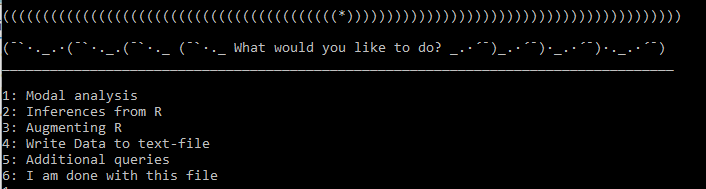 ((((((((((((((((((((((((((((((((((((((((((*))))))))))))))))))))))))))))))))))))))))))
(¯`·._.·(¯`·._.(¯`·._ (¯`·._ What would you like to do? _.·´¯)_.·´¯)·_.·´¯)·._.·´¯)
____________________________________________________________________________________
1: Modal analysis
2: Inferences from R
3: Augmenting R
4: Write Data to text-file
5: Additional queries
6: I am done with this file